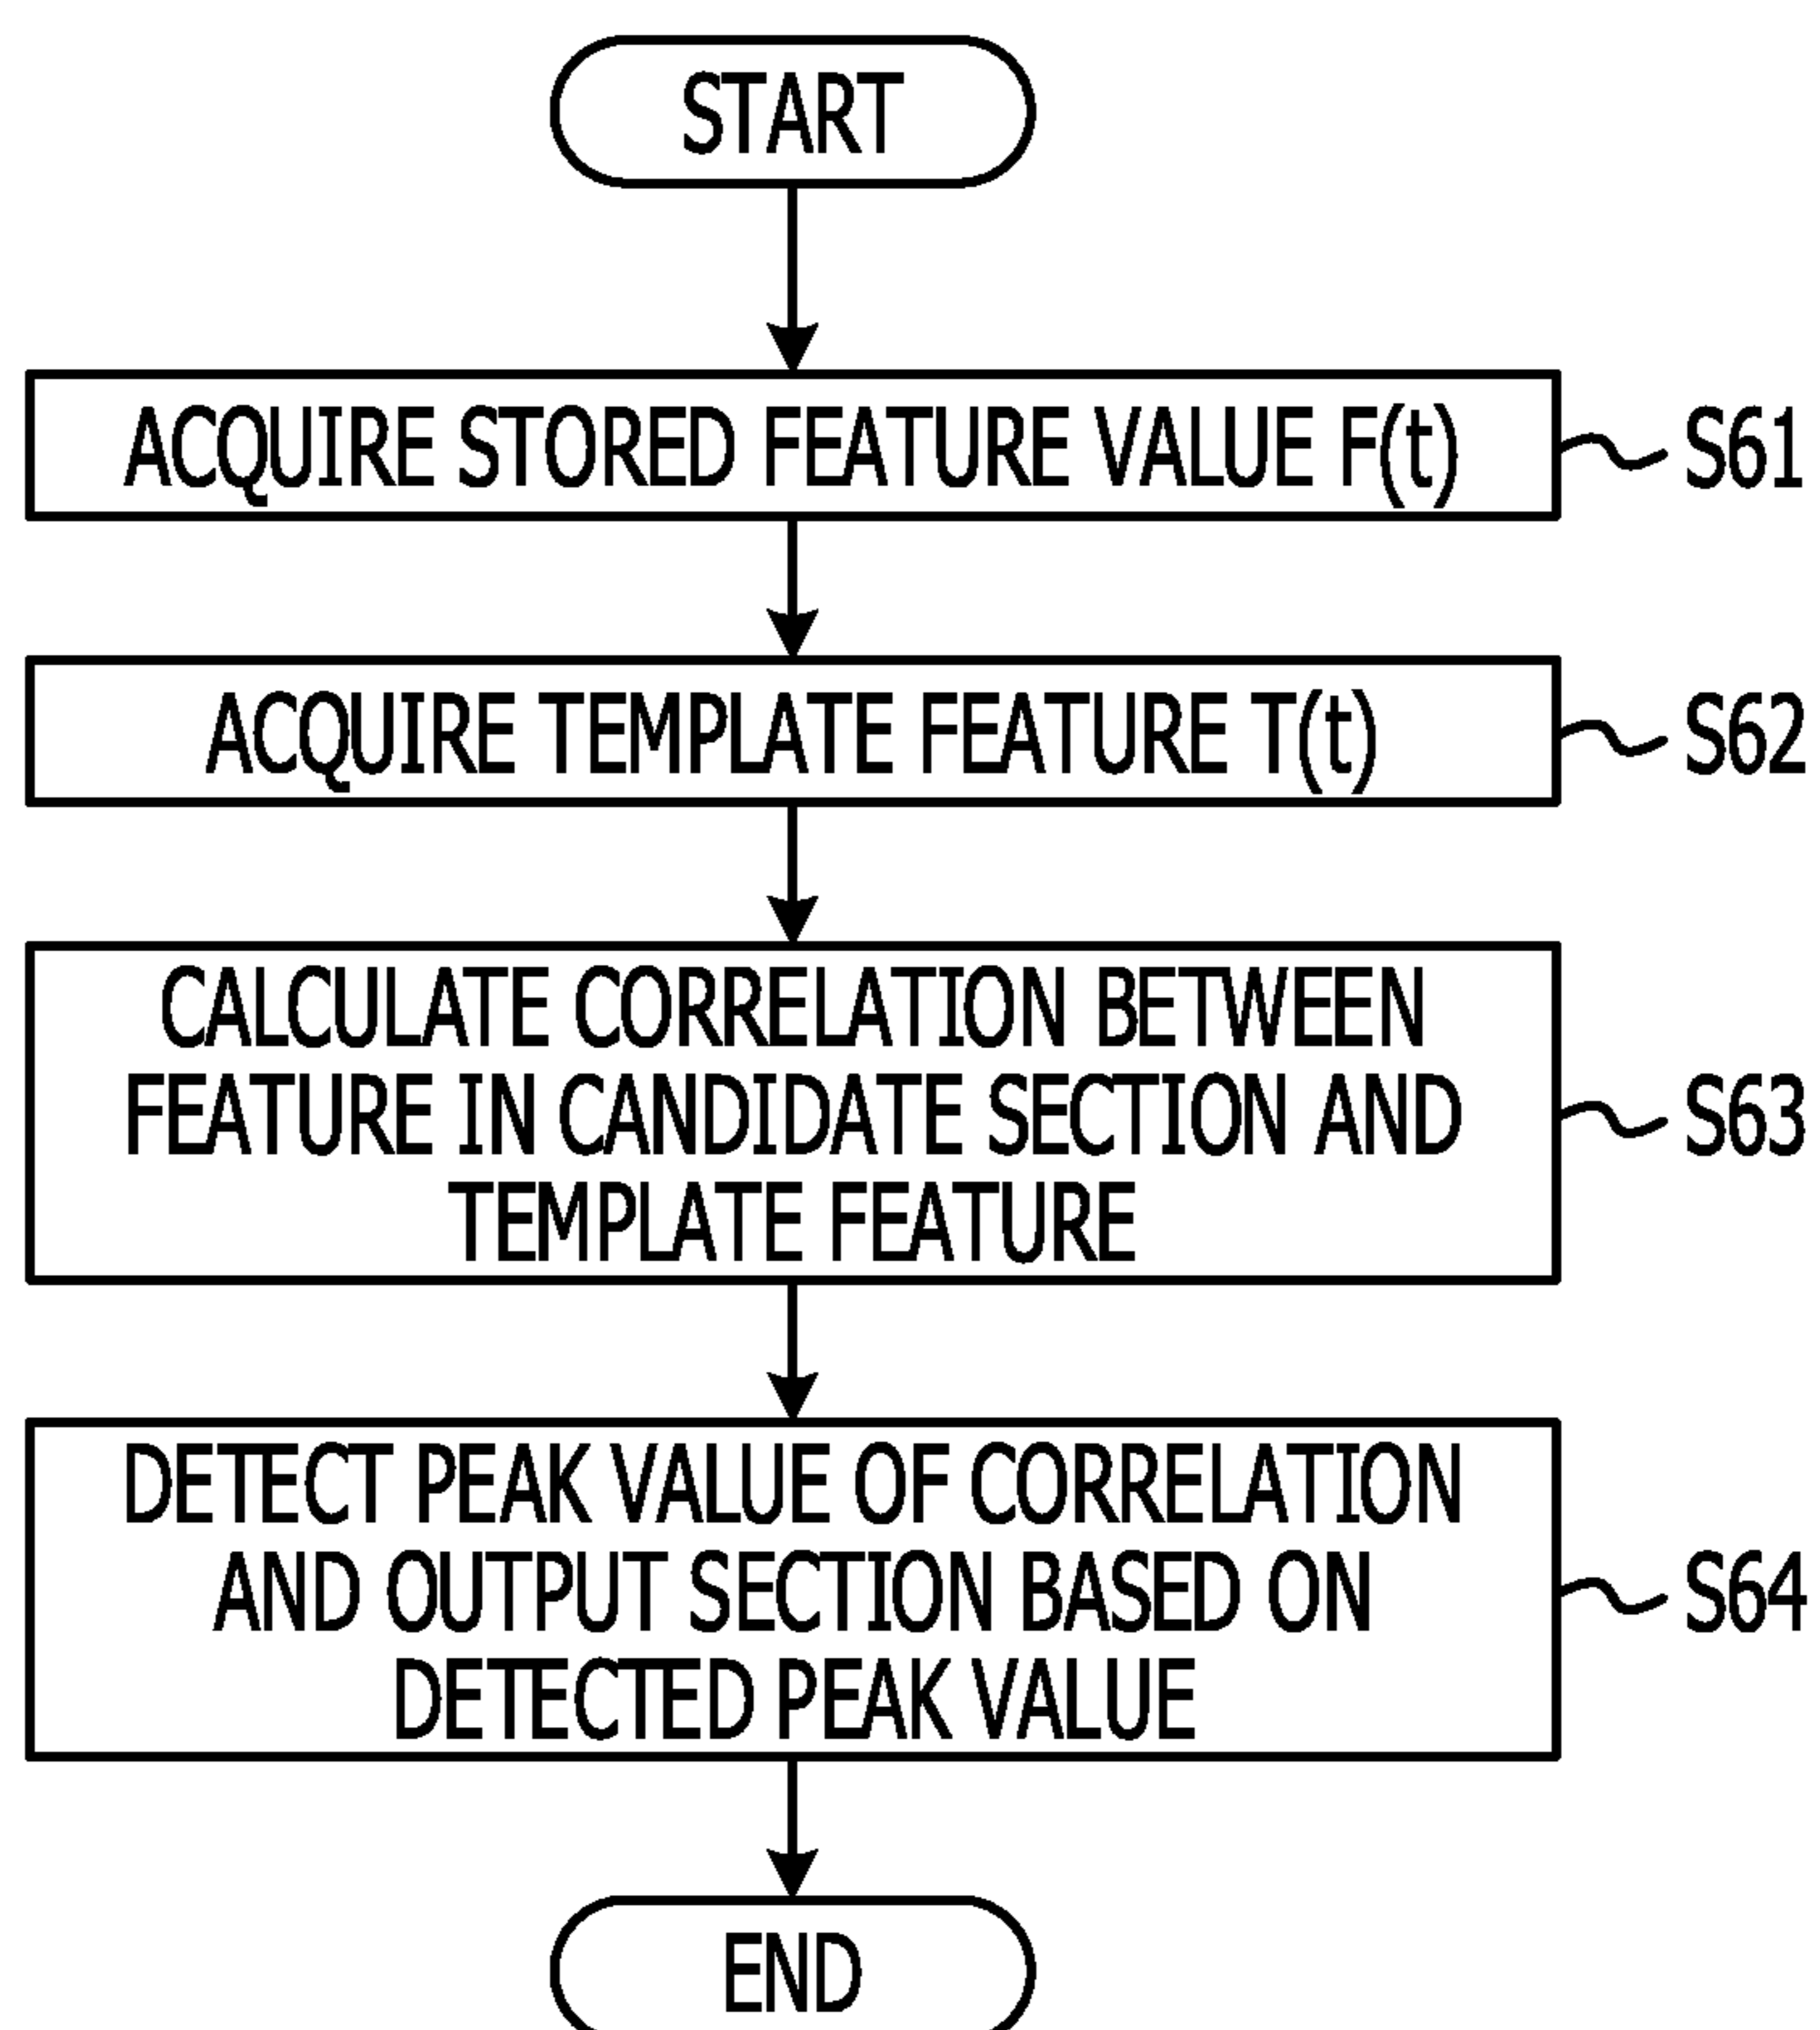 START
ACQUIRE STORED FEATURE VALUE F(t)
S61
ACQUIRE TEMPLATE FEATURE T(t)
S62
CALCULATE CORRELATION BETWEEN
FEATURE IN CANDIDATE SECTION AND
TEMPLATE FEATURE
S63
DETECT PEAK VALUE OF CORRELATION
AND OUTPUT SECTION BASED ON
DETECTED PEAK VALUE
S64
END